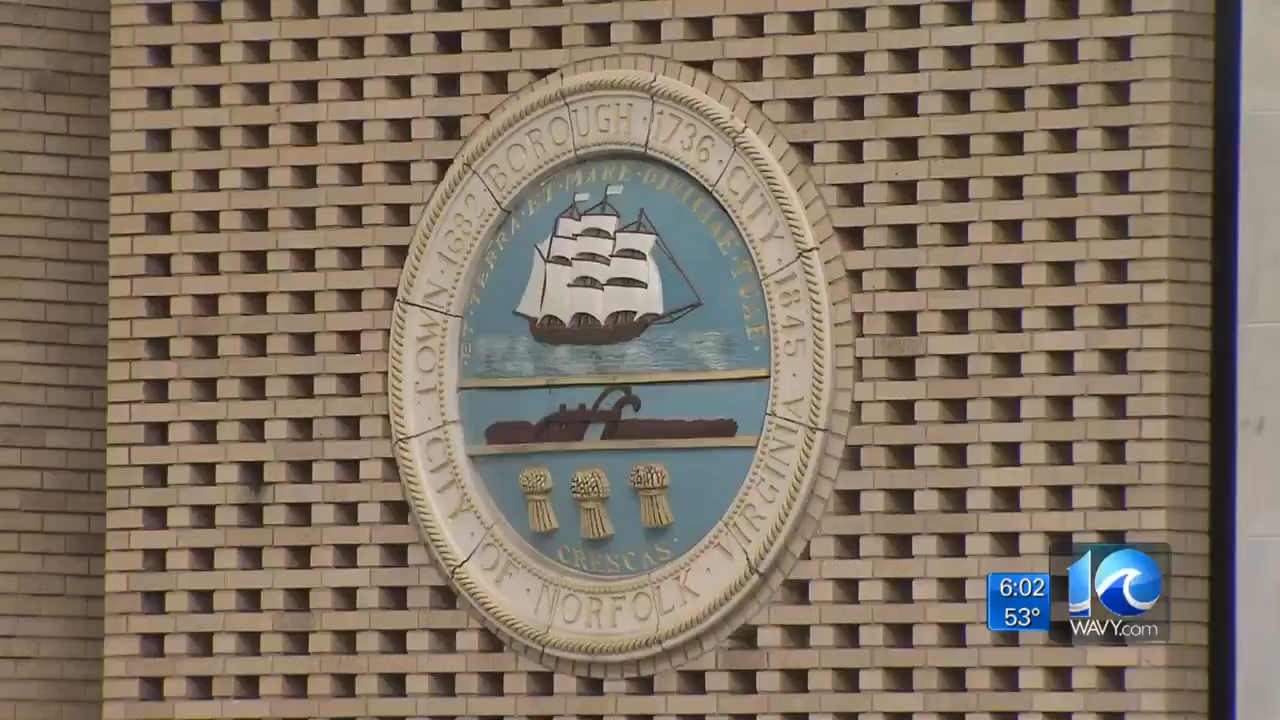 TOWN · 1682 · BOROUGH · 1736 · CITY · 1845 · VIRGINIA
CITY · OF · NORFOLK
·ET·TERRA·ET·MARE·DIVITIAE·TUAE
CRESCAS·
6:02
53°
10
WAVY.com